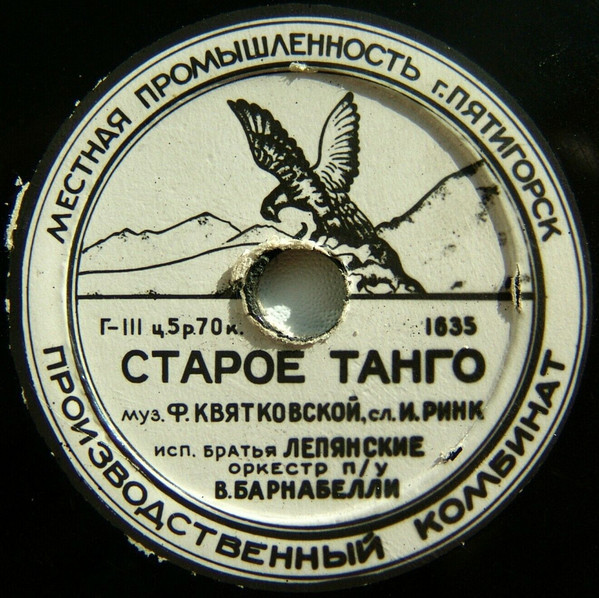 МЕСТНАЯ ПРОМЫШЛЕННОСТЬ г.ПЯТИГОРСК
Г-III ц.5р.70к. 1635
СТАРОЕ ТАНГО
муз. Ф.КВЯТКОВСКОЙ, сл. И.РИНК
исп. БРАТЬЯ ЛЕПЯНСКИЕ
ОРКЕСТР П/У
В.БАРНАБЕЛЛИ
ПРОИЗВОДСТВЕННЫЙ КОМБИНАТ